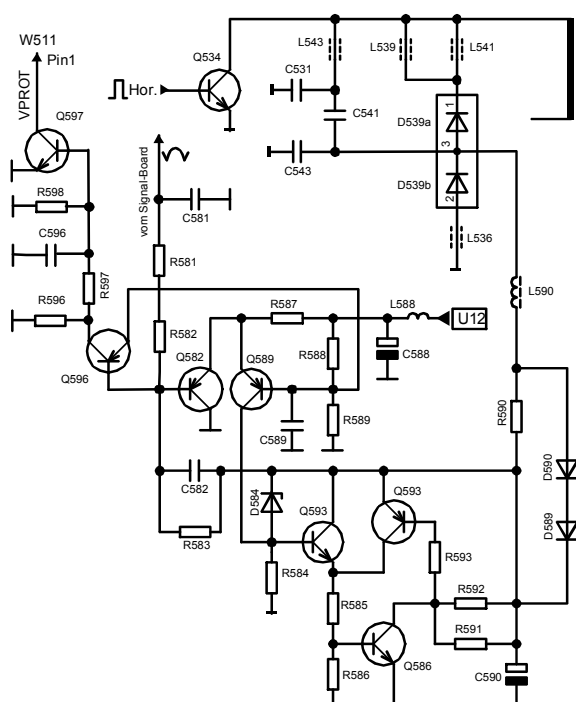 W511
Pin1
VPROT
Q534
Hor.
L543
L539
L541
C531
C541
C543
D539a
1
3
D539b
2
L536
Q597
R598
C596
R597
R596
Q596
vom Signal-Board
C581
R581
R582
Q582
Q589
R587
R588
L588
U12
C588
L590
C589
R589
R590
D590
D589
C582
D584
R583
Q593
Q593
R584
R593
R585
R592
R591
R586
Q586
C590